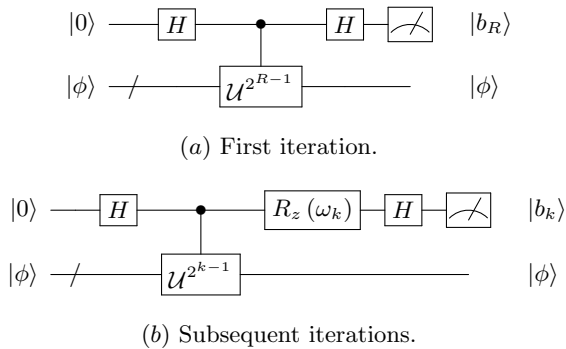 |0⟩ H H |b_R⟩
|ϕ⟩ 𝒰^{2^{R−1}} |ϕ⟩
(a) First iteration.
|0⟩ H R_z (ω_k) H |b_k⟩
|ϕ⟩ 𝒰^{2^{k−1}} |ϕ⟩
(b) Subsequent iterations.